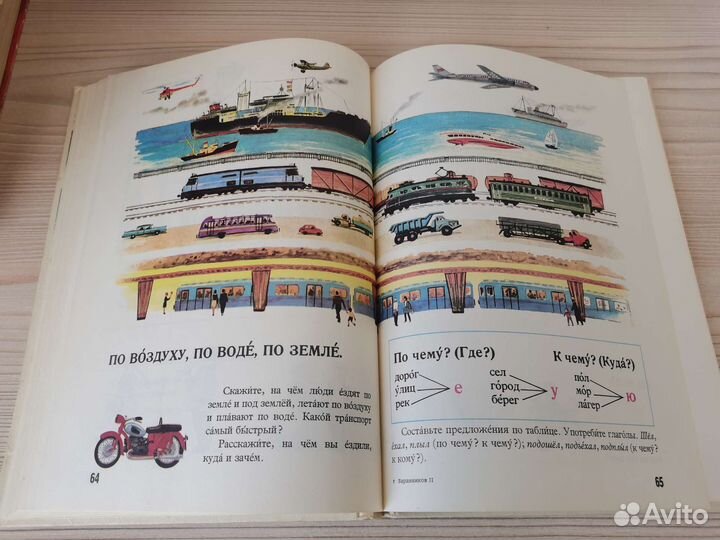 ПО ВО́ЗДУХУ, ПО ВОДЕ́, ПО ЗЕМЛЕ́.
Скажи́те, на чём лю́ди е́здят по
земле́ и под землёй, лета́ют по во́здуху
и пла́вают по воде́. Како́й тра́нспорт
са́мый бы́стрый?
Расскажи́те, на чём вы е́здили,
куда́ и заче́м.
64
По чему́? (Где?)
К чему́? (Куда́?)
доро́г
у́лиц
рек
е
сел
го́род
бе́рег
у
по́л
мо́р
ла́гер
ю
Соста́вьте предложе́ния по табли́це. Употреби́те глаго́лы. Шёл,
е́хал, плыл (по чему́? к чему́?); подошёл, подъе́хал, подплы́л (к чему́?
к кому́?).
Баранников II
65
Avito